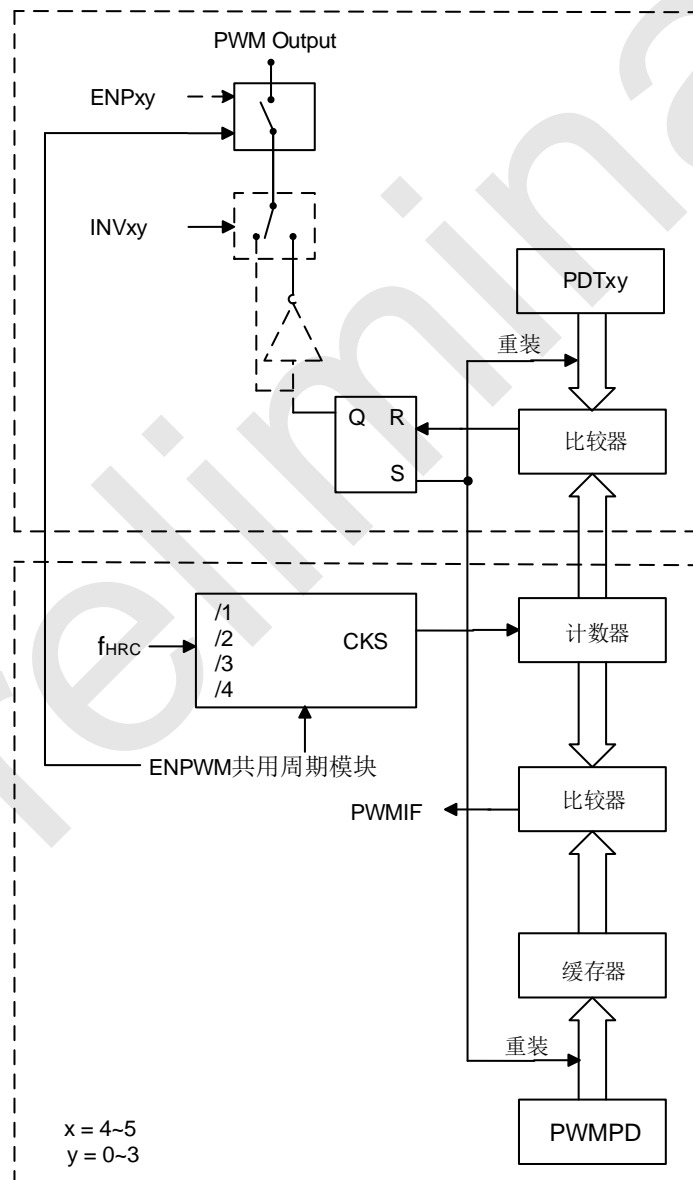 PWM Output
ENPxy
INVxy
PDTxy
重装
Q R
S
比较器
/1
/2
/3
/4
fHRC
CKS
计数器
ENPWM共用周期模块
PWMIF
比较器
缓存器
重装
PWMPD
x = 4~5
y = 0~3
relimina